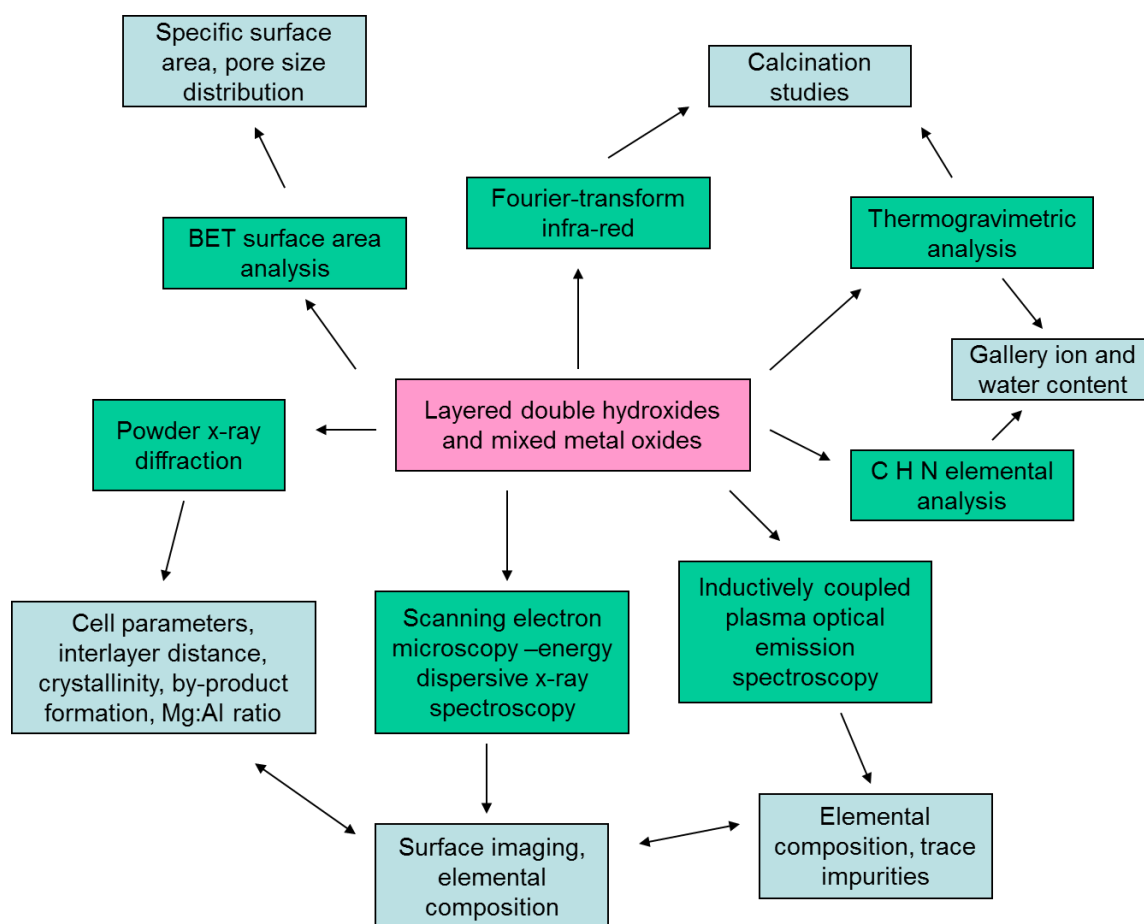 Specific surface
area, pore size
distribution
Calcination
studies
Fourier-transform
infra-red
Thermogravimetric
analysis
BET surface area
analysis
Gallery ion and
water content
Layered double hydroxides
and mixed metal oxides
Powder x-ray
diffraction
C H N elemental
analysis
Inductively coupled
plasma optical
emission
spectroscopy
Scanning electron
microscopy –energy
dispersive x-ray
spectroscopy
Cell parameters,
interlayer distance,
crystallinity, by-product
formation, Mg:Al ratio
Elemental
composition, trace
impurities
Surface imaging,
elemental
composition